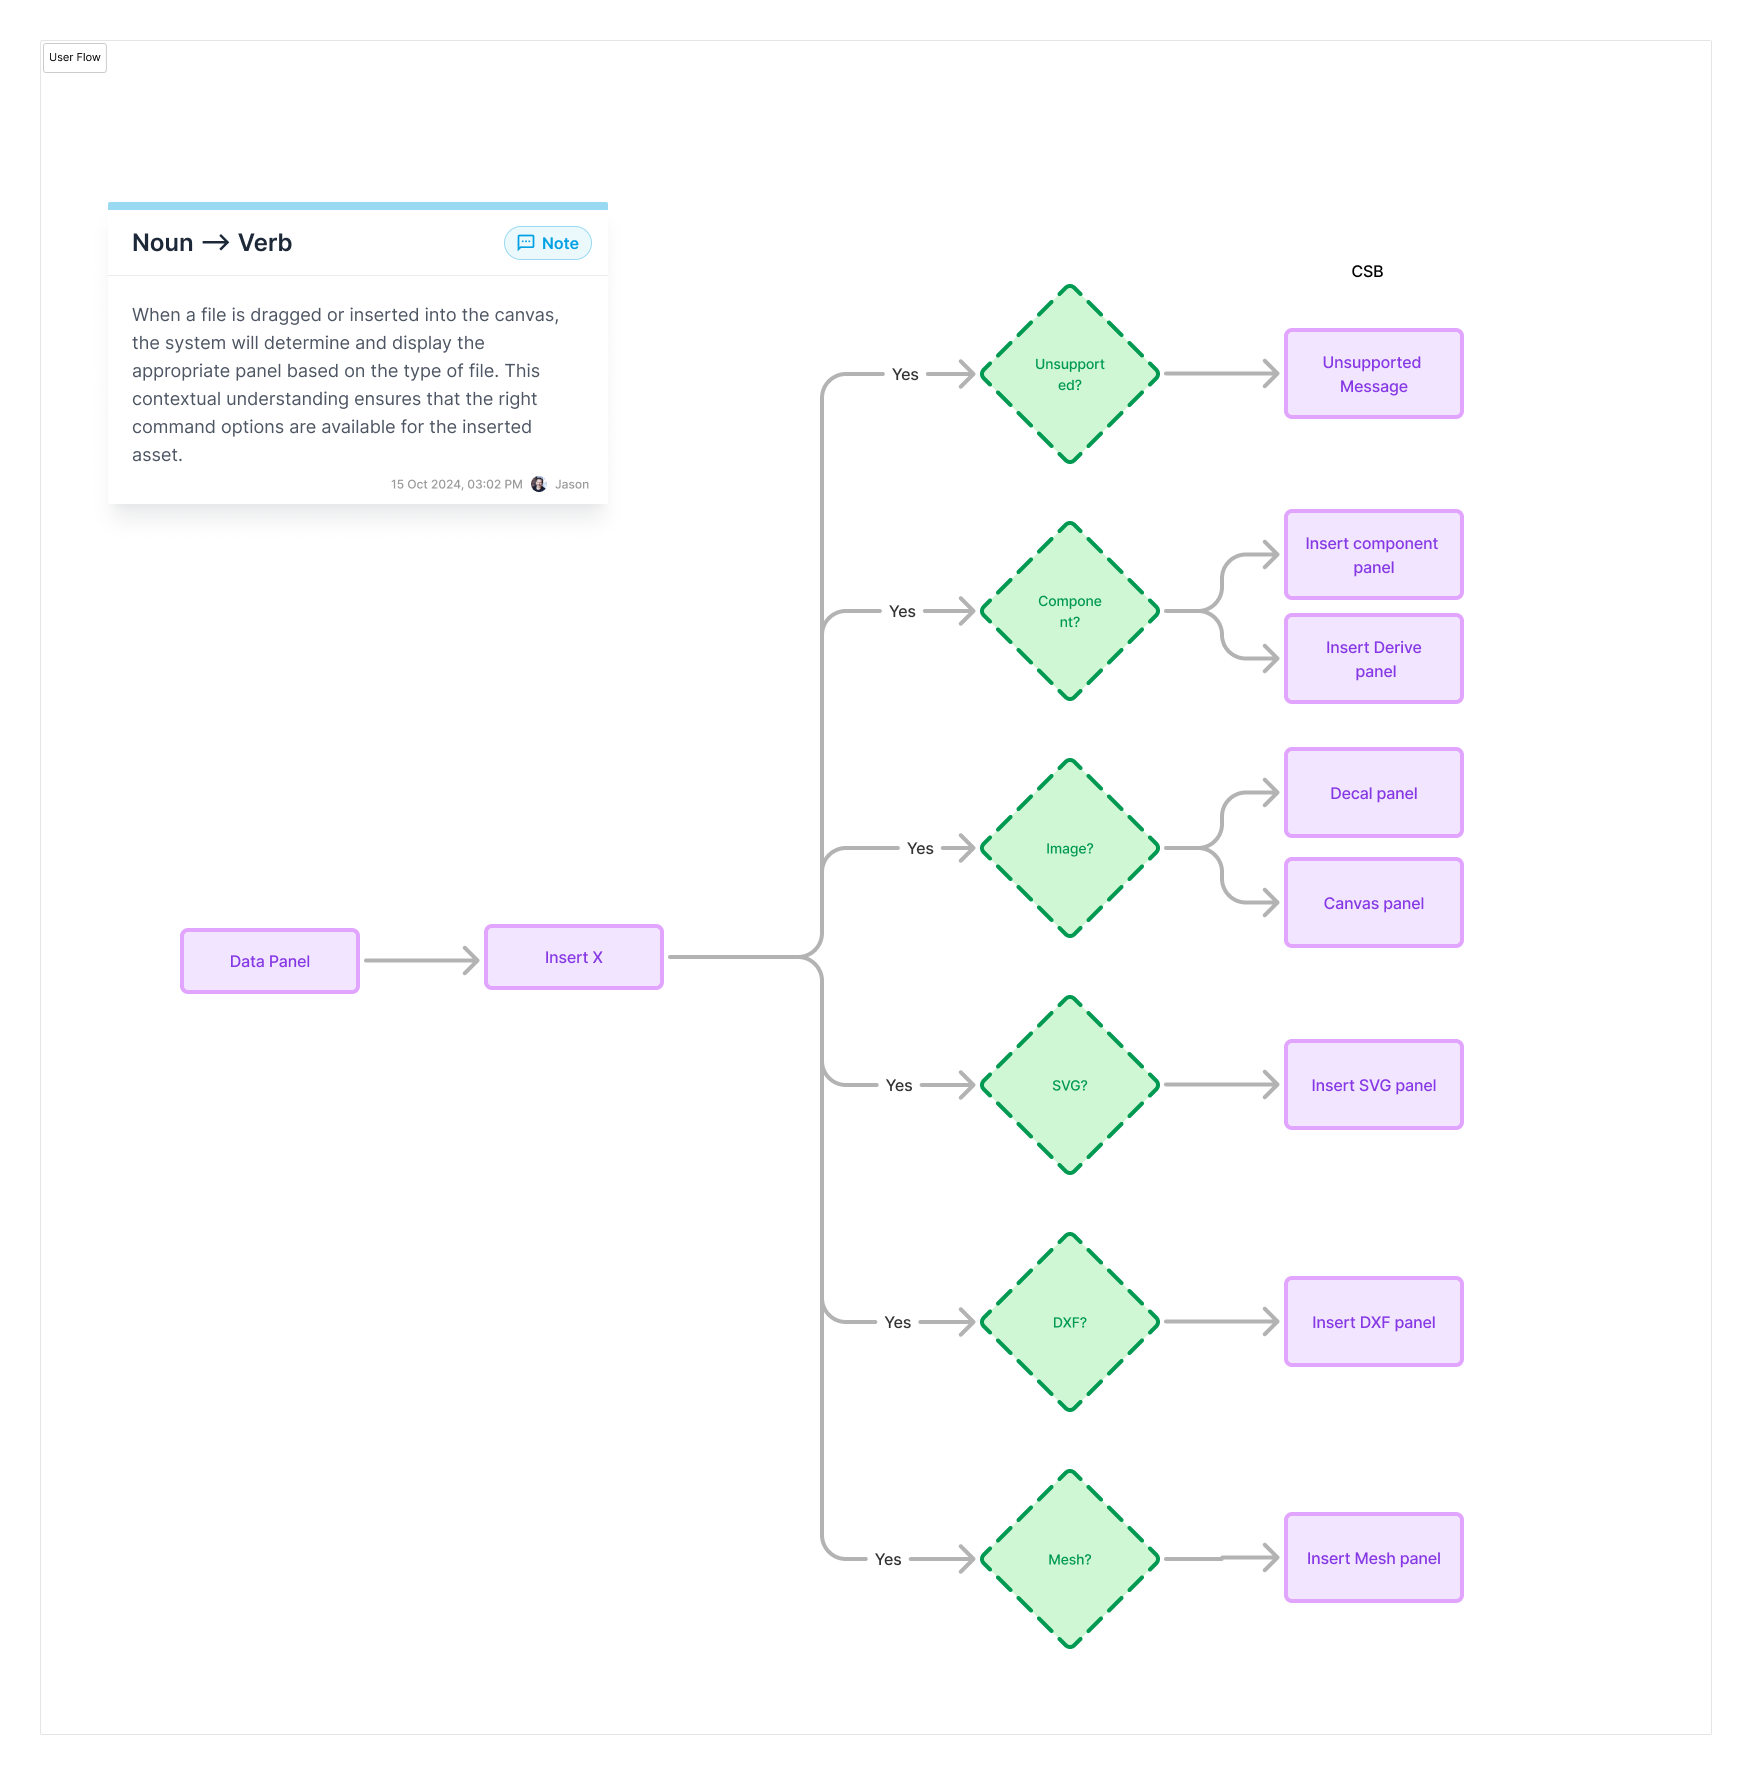 User Flow
Noun → Verb
Note
When a file is dragged or inserted into the canvas,
the system will determine and display the
appropriate panel based on the type of file. This
contextual understanding ensures that the right
command options are available for the inserted
asset.
15 Oct 2024, 03:02 PM Jason
CSB
Yes
Unsupport
ed?
Unsupported
Message
Yes
Compone
nt?
Insert component
panel
Insert Derive
panel
Yes
Image?
Decal panel
Canvas panel
Data Panel
Insert X
Yes
SVG?
Insert SVG panel
Yes
DXF?
Insert DXF panel
Yes
Mesh?
Insert Mesh panel